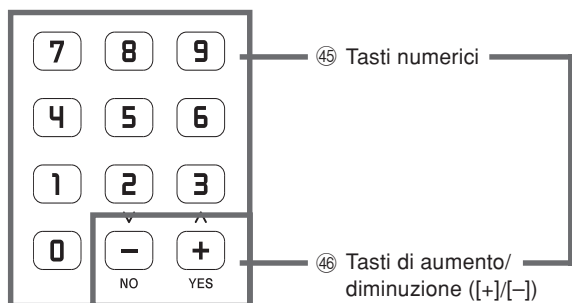 7 8 9
㊺ Tasti numerici
4 5 6
1 2 3
∨ ∧
0 − +
NO YES
㊻ Tasti di aumento/
diminuzione ([+]/[–])